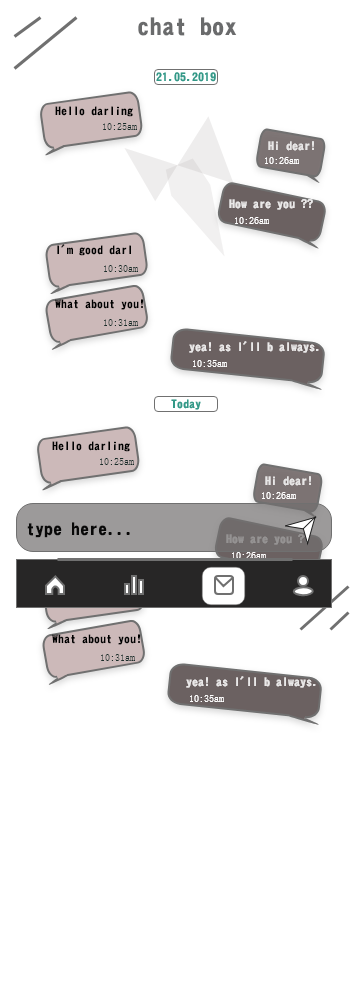 chat box
21.05.2019
Hello darling
10:25am
Hi dear!
10:26am
How are you ??
10:26am
I'm good darl
10:30am
What about you!
10:31am
yea! as I'll b always.
10:35am
Today
Hello darling
10:25am
Hi dear!
10:26am
type here...
How are you ?
10:26am
What about you!
10:31am
yea! as I'll b always.
10:35am